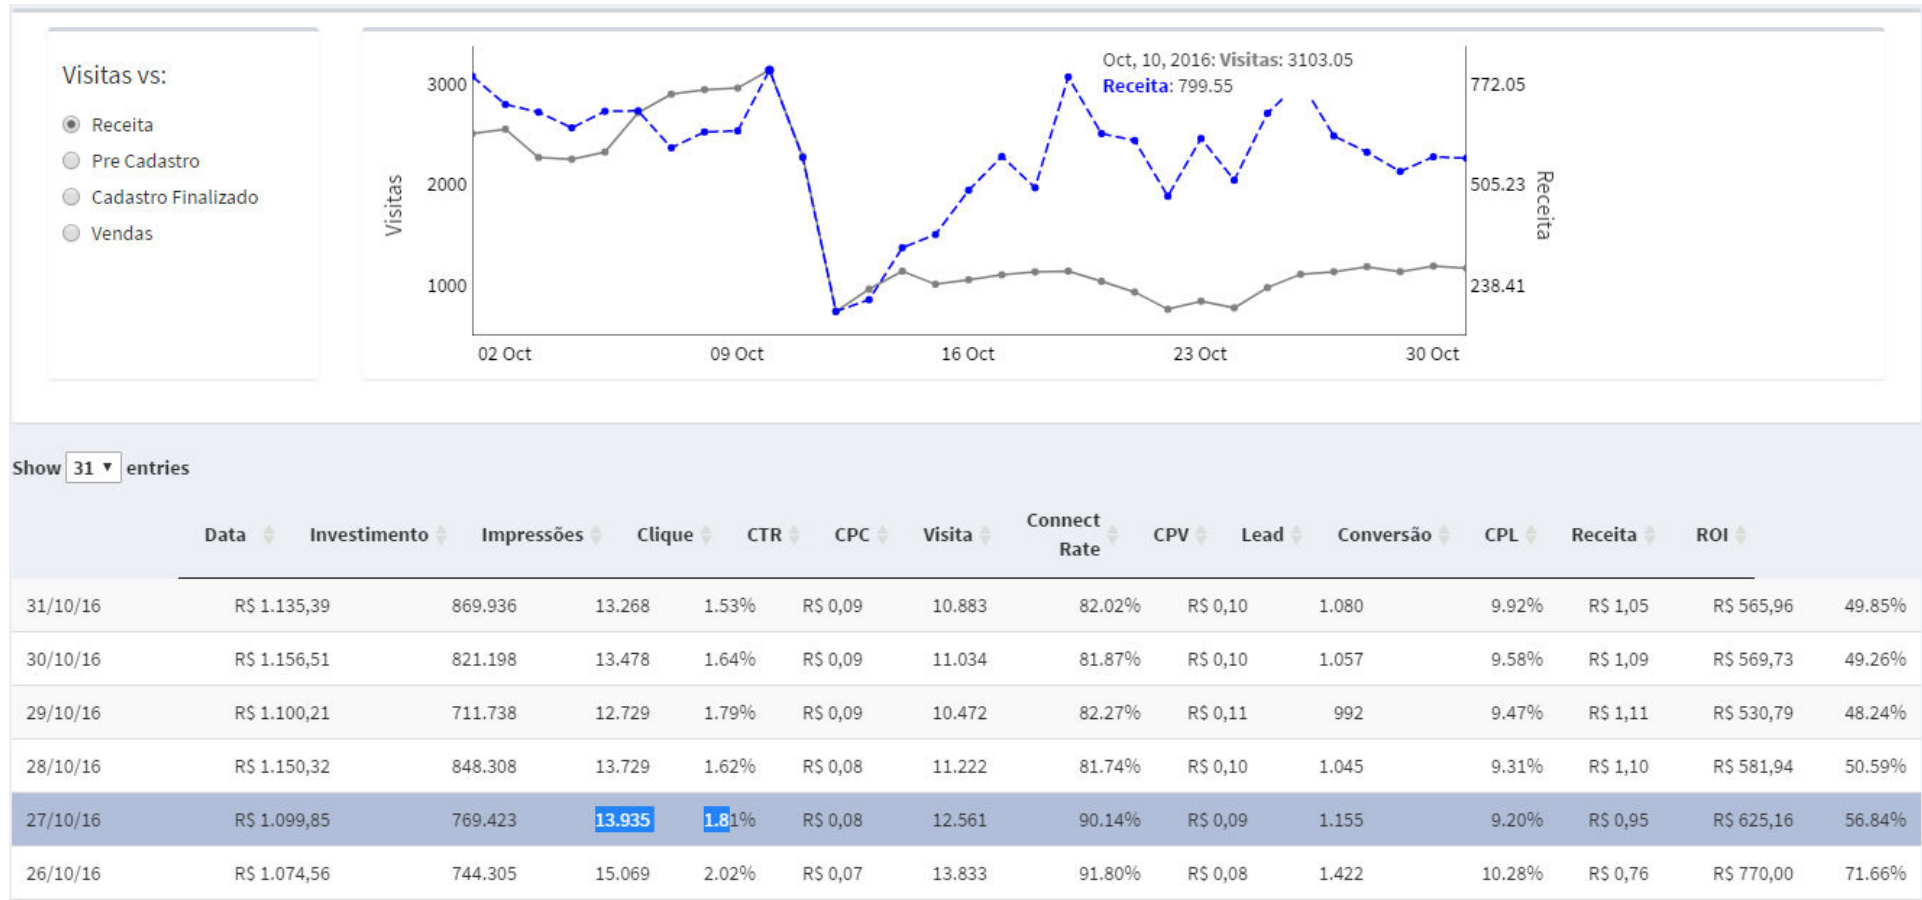 Visitas vs:
Receita
Pre Cadastro
Cadastro Finalizado
Vendas
Oct, 10, 2016: Visitas: 3103.05
Receita: 799.55
3000
2000
1000
Visitas
772.05
505.23
238.41
Receita
02 Oct 09 Oct 16 Oct 23 Oct 30 Oct
Show 31 entries
Data Investimento Impressões Clique CTR CPC Visita Connect Rate CPV Lead Conversão CPL Receita ROI
31/10/16 R$ 1.135,39 869.936 13.268 1.53% R$ 0,09 10.883 82.02% R$ 0,10 1.080 9.92% R$ 1,05 R$ 565,96 49.85%
30/10/16 R$ 1.156,51 821.198 13.478 1.64% R$ 0,09 11.034 81.87% R$ 0,10 1.057 9.58% R$ 1,09 R$ 569,73 49.26%
29/10/16 R$ 1.100,21 711.738 12.729 1.79% R$ 0,09 10.472 82.27% R$ 0,11 992 9.47% R$ 1,11 R$ 530,79 48.24%
28/10/16 R$ 1.150,32 848.308 13.729 1.62% R$ 0,08 11.222 81.74% R$ 0,10 1.045 9.31% R$ 1,10 R$ 581,94 50.59%
27/10/16 R$ 1.099,85 769.423 13.935 1.81% R$ 0,08 12.561 90.14% R$ 0,09 1.155 9.20% R$ 0,95 R$ 625,16 56.84%
26/10/16 R$ 1.074,56 744.305 15.069 2.02% R$ 0,07 13.833 91.80% R$ 0,08 1.422 10.28% R$ 0,76 R$ 770,00 71.66%